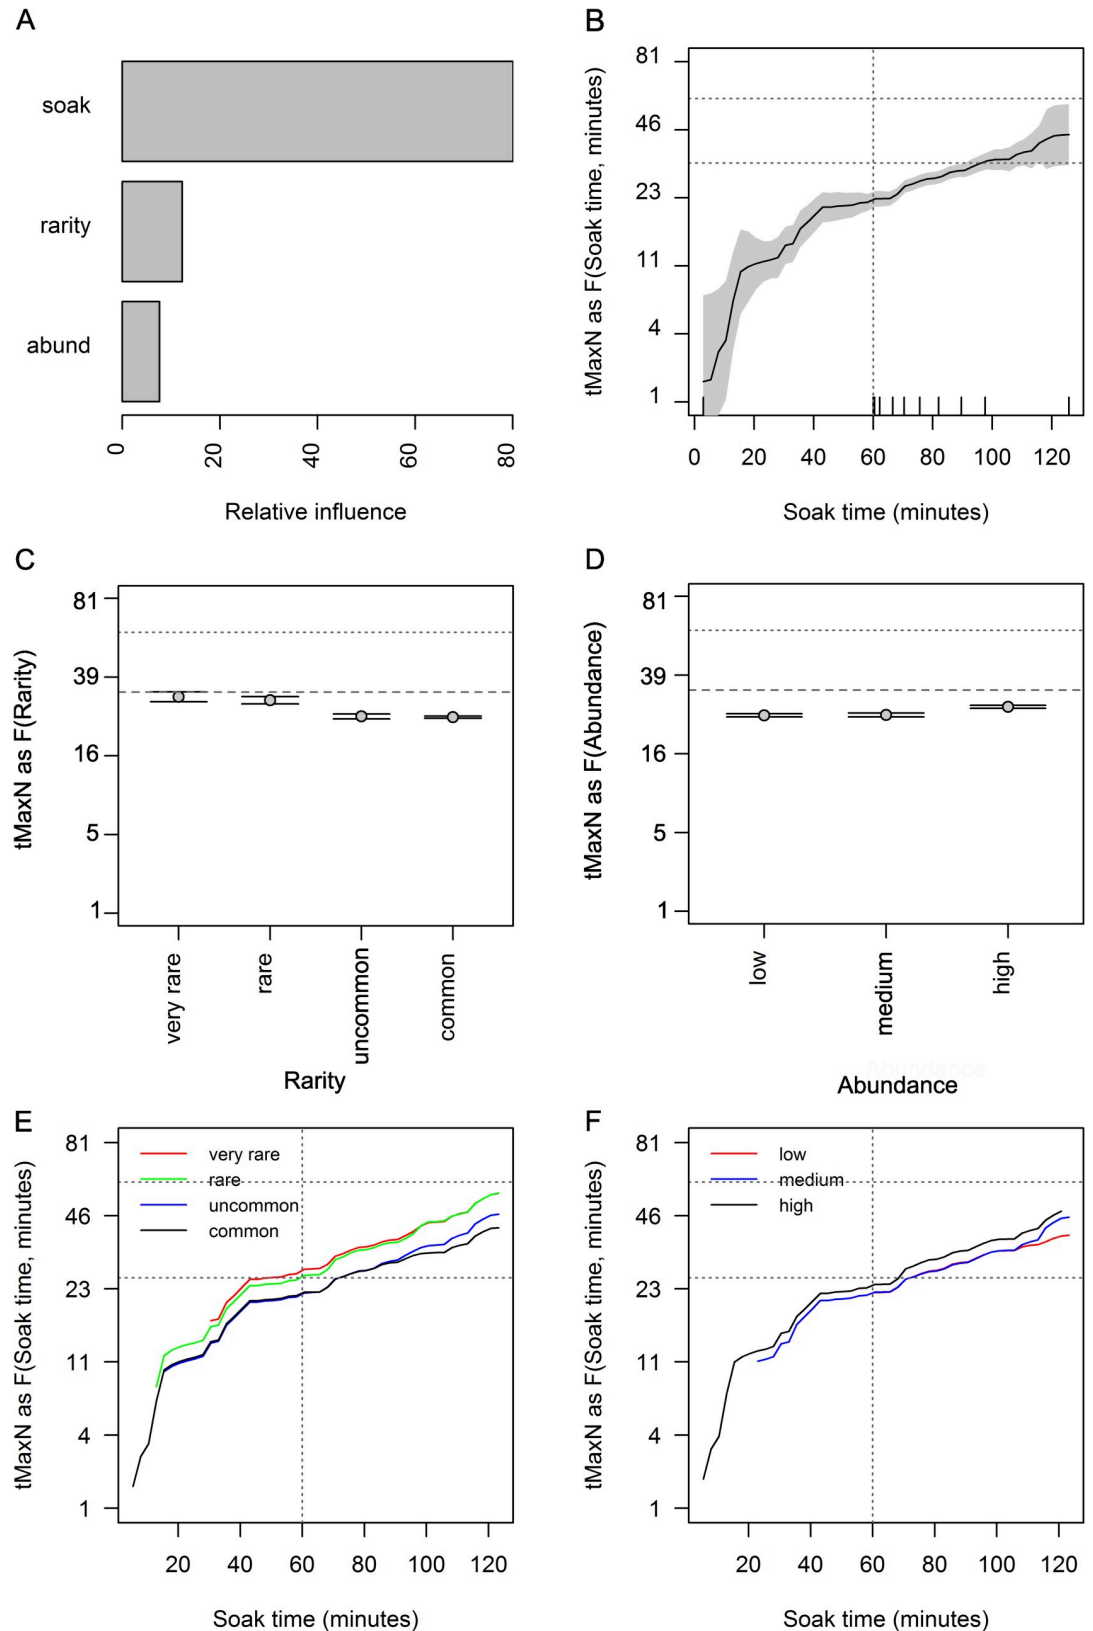 A
soak
rarity
abund
0 20 40 60 80
Relative influence
B
tMaxN as F(Soak time, minutes)
81
46
23
11
4
1
0 20 40 60 80 100 120
Soak time (minutes)
C
tMaxN as F(Rarity)
81
39
16
5
1
very rare
rare
uncommon
common
Rarity
D
tMaxN as F(Abundance)
81
39
16
5
1
low
medium
high
Abundance
E
tMaxN as F(Soak time, minutes)
81
46
23
11
4
1
very rare
rare
uncommon
common
20 40 60 80 100 120
Soak time (minutes)
F
tMaxN as F(Soak time, minutes)
81
46
23
11
4
1
low
medium
high
20 40 60 80 100 120
Soak time (minutes)